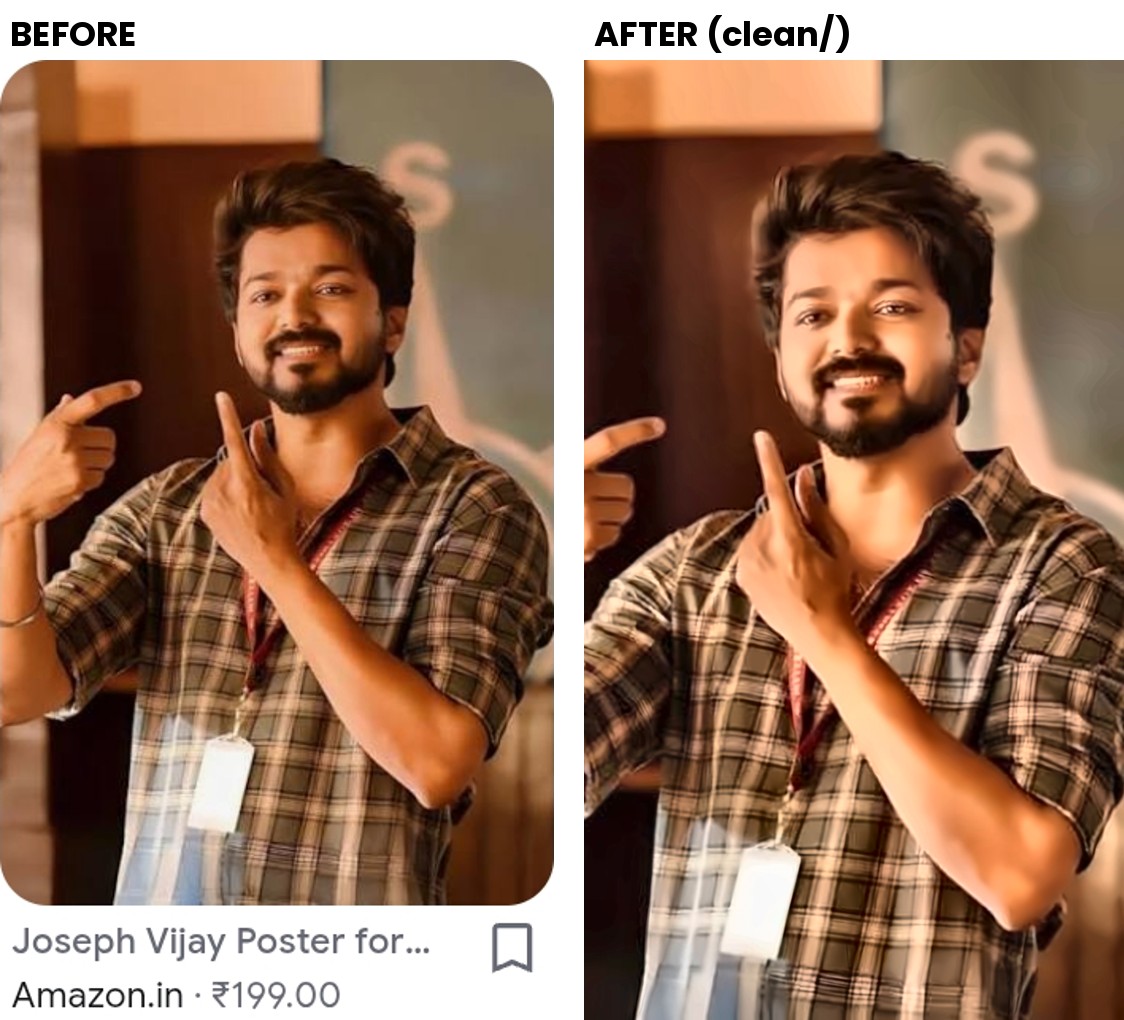 BEFORE
AFTER (clean/)
S
S
Joseph Vijay Poster for...
Amazon.in · ₹199.00